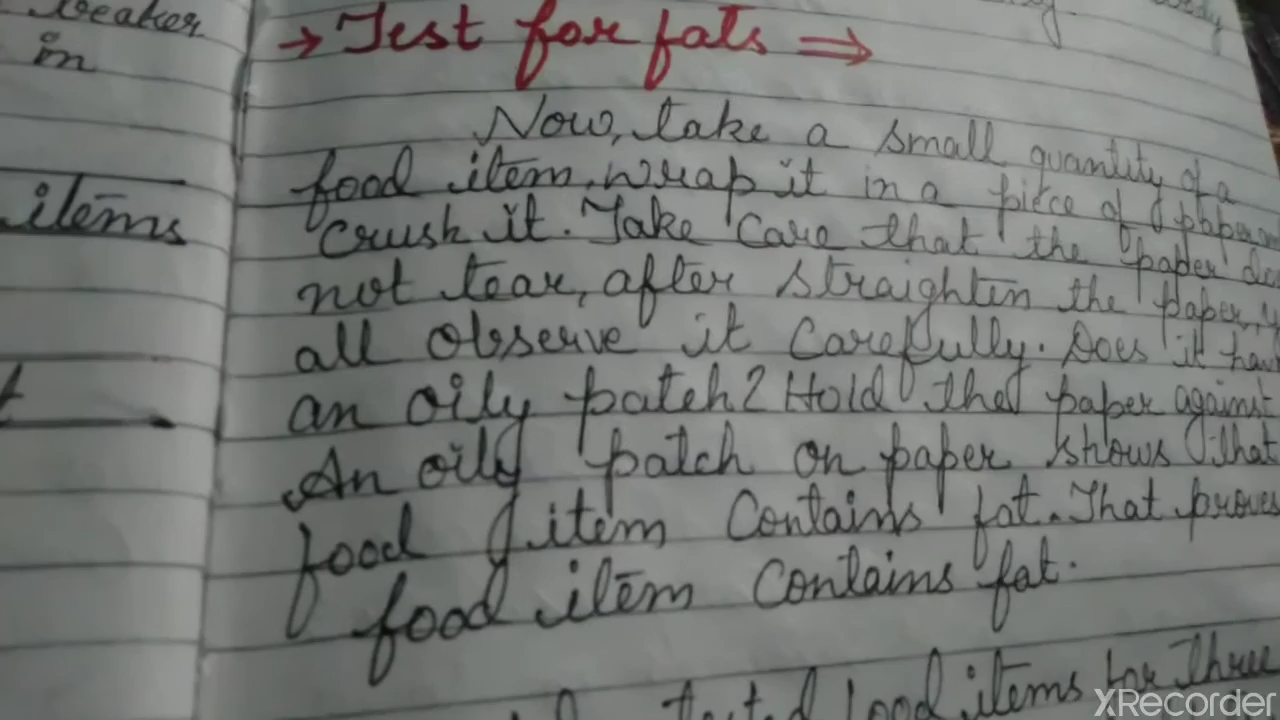 beaker
in
items
→ Test for fats ⇒
Now, take a small quantity of a
food item, wrap it in a piece of paper and
crush it. Take care that the paper does
not tear, after straighten the paper,
all observe it carefully. Does it have
an oily patch? Hold the paper against
An oily patch on paper shows that
food item contains fat. That proves
food item contains fat.
food items for three
XRecorder